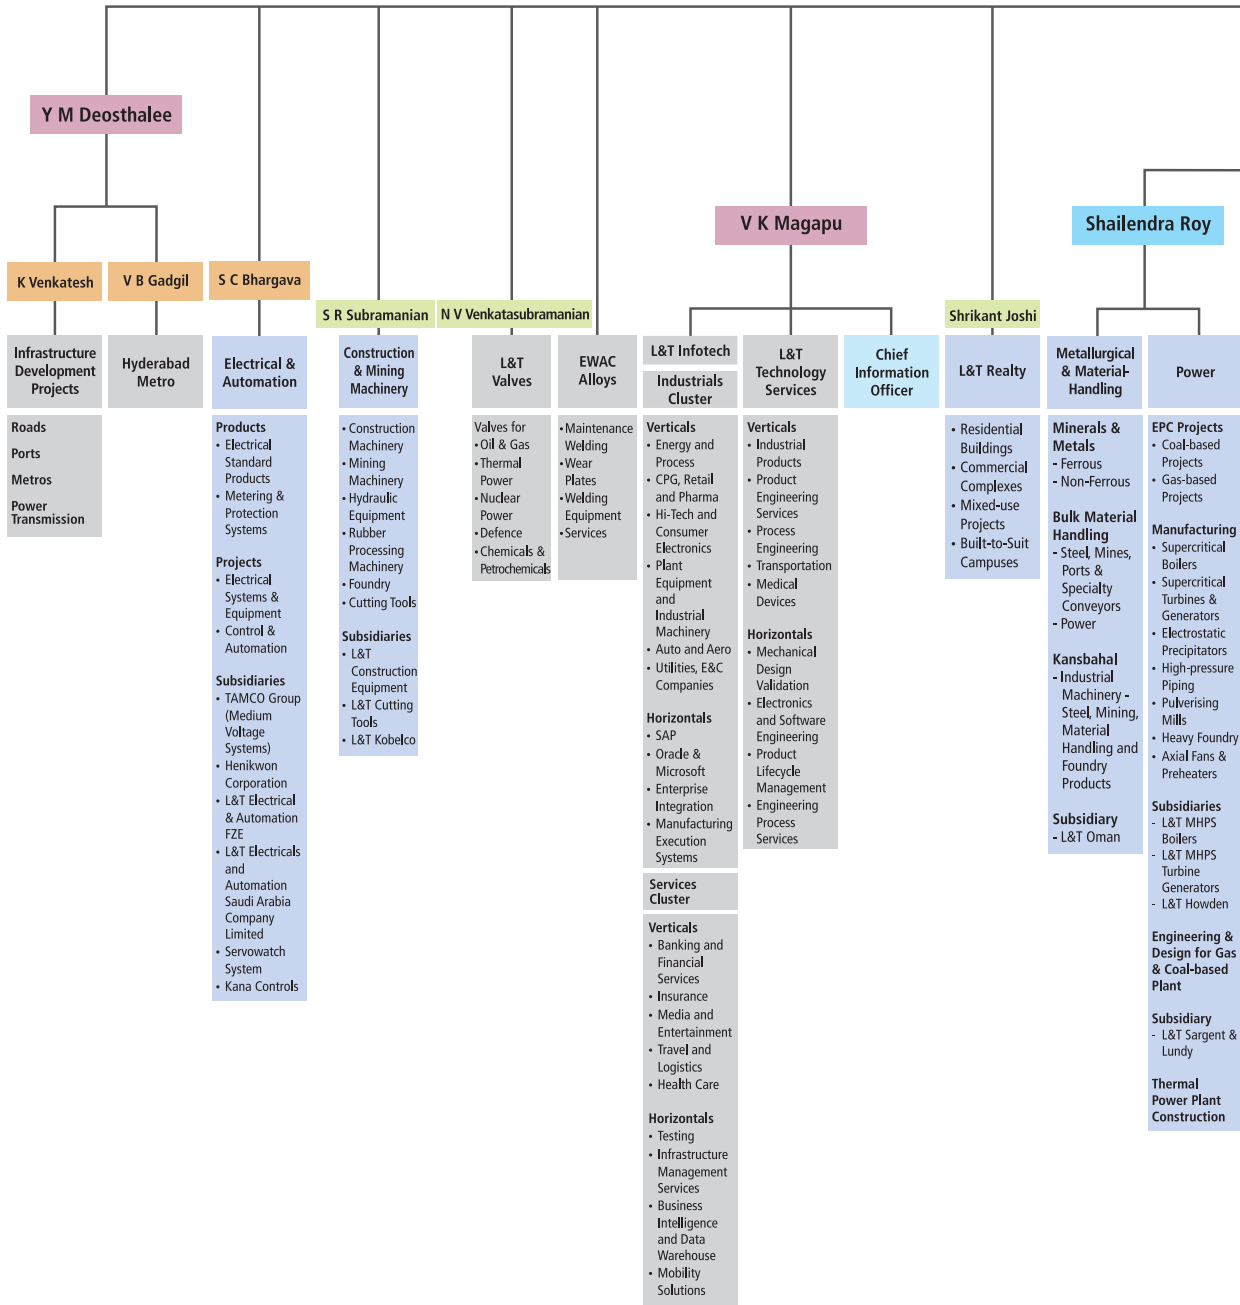 Y M Deosthalee
K Venkatesh
Infrastructure
Development
Projects
Roads
Ports
Metros
Power
Transmission
V B Gadgil
Hyderabad
Metro
S C Bhargava
Electrical &
Automation
Products
• Electrical
Standard
Products
• Metering &
Protection
Systems
Projects
• Electrical
Systems &
Equipment
• Control &
Automation
Subsidiaries
• TAMCO Group
(Medium
Voltage
Systems)
• Henikwon
Corporation
• L&T Electrical
& Automation
FZE
• L&T Electricals
and
Automation
Saudi Arabia
Company
Limited
• Servowatch
System
• Kana Controls
S R Subramanian
Construction
& Mining
Machinery
• Construction
Machinery
• Mining
Machinery
• Hydraulic
Equipment
• Rubber
Processing
Machinery
• Foundry
• Cutting Tools
Subsidiaries
• L&T
Construction
Equipment
• L&T Cutting
Tools
• L&T Kobelco
N V Venkatasubramanian
L&T
Valves
Valves for
• Oil & Gas
• Thermal
Power
• Nuclear
Power
• Defence
• Chemicals &
Petrochemicals
EWAC
Alloys
• Maintenance
Welding
• Wear
Plates
• Welding
Equipment
• Services
V K Magapu
L&T Infotech
Industrials
Cluster
Verticals
• Energy and
Process
• CPG, Retail
and Pharma
• Hi-Tech and
Consumer
Electronics
• Plant
Equipment
and
Industrial
Machinery
• Auto and Aero
• Utilities, E&C
Companies
Horizontals
• SAP
• Oracle &
Microsoft
• Enterprise
Integration
• Manufacturing
Execution
Systems
Services
Cluster
Verticals
• Banking and
Financial
Services
• Insurance
• Media and
Entertainment
• Travel and
Logistics
• Health Care
Horizontals
• Testing
• Infrastructure
Management
Services
• Business
Intelligence
and Data
Warehouse
• Mobility
Solutions
L&T
Technology
Services
Verticals
• Industrial
Products
• Product
Engineering
Services
• Process
Engineering
• Transportation
• Medical
Devices
Horizontals
• Mechanical
Design
Validation
• Electronics
and Software
Engineering
• Product
Lifecycle
Management
• Engineering
Process
Services
Chief
Information
Officer
Shrikant Joshi
L&T Realty
• Residential
Buildings
• Commercial
Complexes
• Mixed-use
Projects
• Built-to-Suit
Campuses
Shailendra Roy
Metallurgical
& Material-
Handling
Minerals &
Metals
- Ferrous
- Non-Ferrous
Bulk Material
Handling
- Steel, Mines,
Ports &
Specialty
Conveyors
- Power
Kansbahal
- Industrial
Machinery -
Steel, Mining,
Material
Handling and
Foundry
Products
Subsidiary
- L&T Oman
Power
EPC Projects
• Coal-based
Projects
• Gas-based
Projects
Manufacturing
• Supercritical
Boilers
• Supercritical
Turbines &
Generators
• Electrostatic
Precipitators
• High-pressure
Piping
• Pulverising
Mills
• Heavy Foundry
• Axial Fans &
Preheaters
Subsidiaries
- L&T MHPS
Boilers
- L&T MHPS
Turbine
Generators
- L&T Howden
Engineering &
Design for Gas
& Coal-based
Plant
Subsidiary
- L&T Sargent &
Lundy
Thermal
Power Plant
Construction